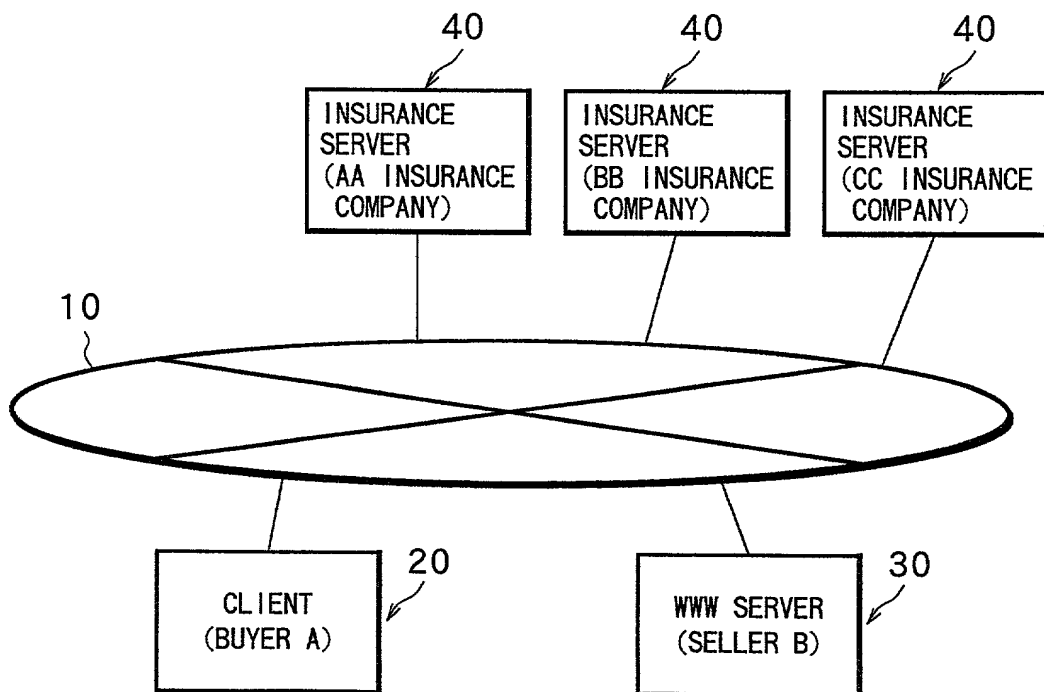 40
40
40
INSURANCE
SERVER
(AA INSURANCE
COMPANY)
INSURANCE
SERVER
(BB INSURANCE
COMPANY)
INSURANCE
SERVER
(CC INSURANCE
COMPANY)
10
20
30
CLIENT
(BUYER A)
WWW SERVER
(SELLER B)